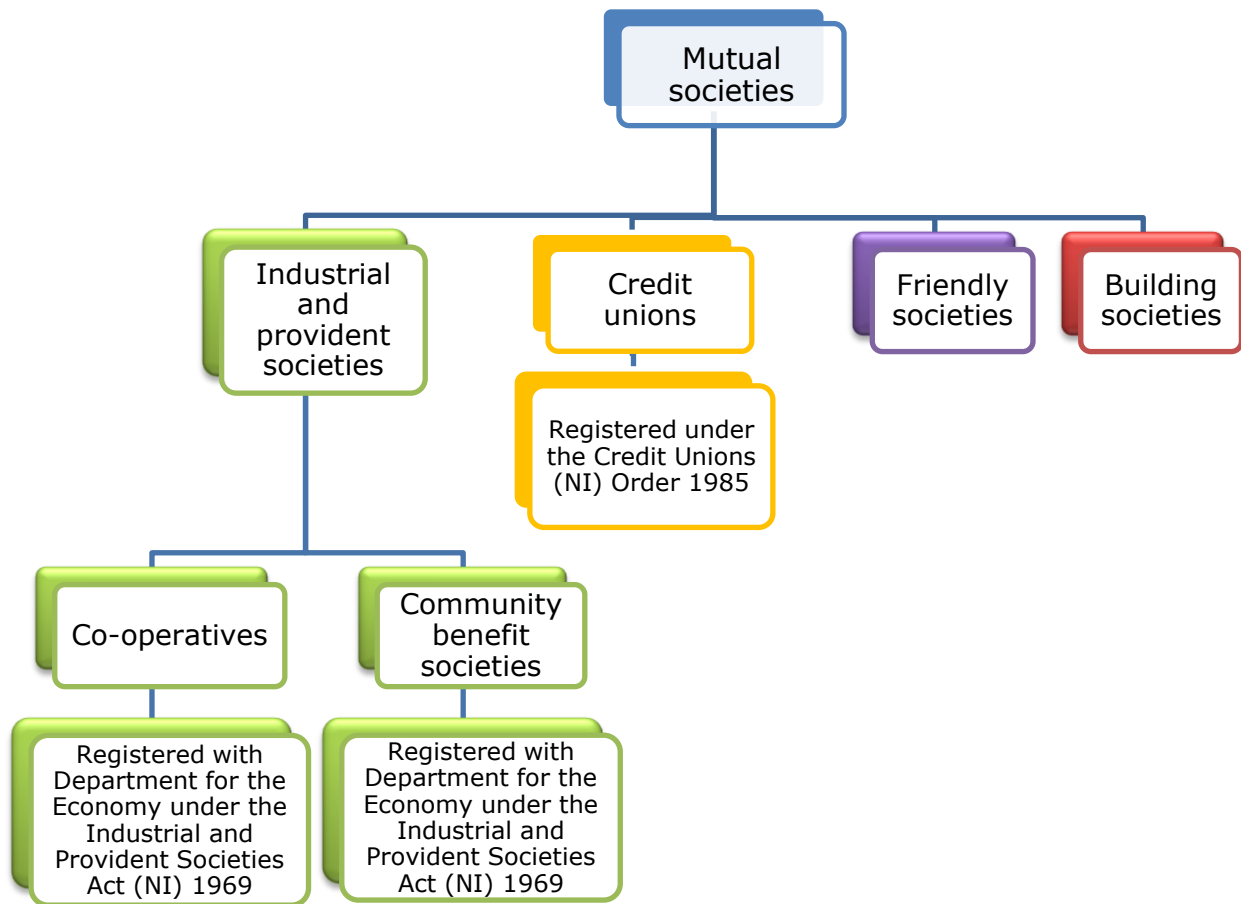 Mutual
societies
Industrial
and
provident
societies
Credit
unions
Friendly
societies
Building
societies
Registered under
the Credit Unions
(NI) Order 1985
Co-operatives
Community
benefit
societies
Registered with
Department for the
Economy under the
Industrial and
Provident Societies
Act (NI) 1969
Registered with
Department for the
Economy under the
Industrial and
Provident Societies
Act (NI) 1969